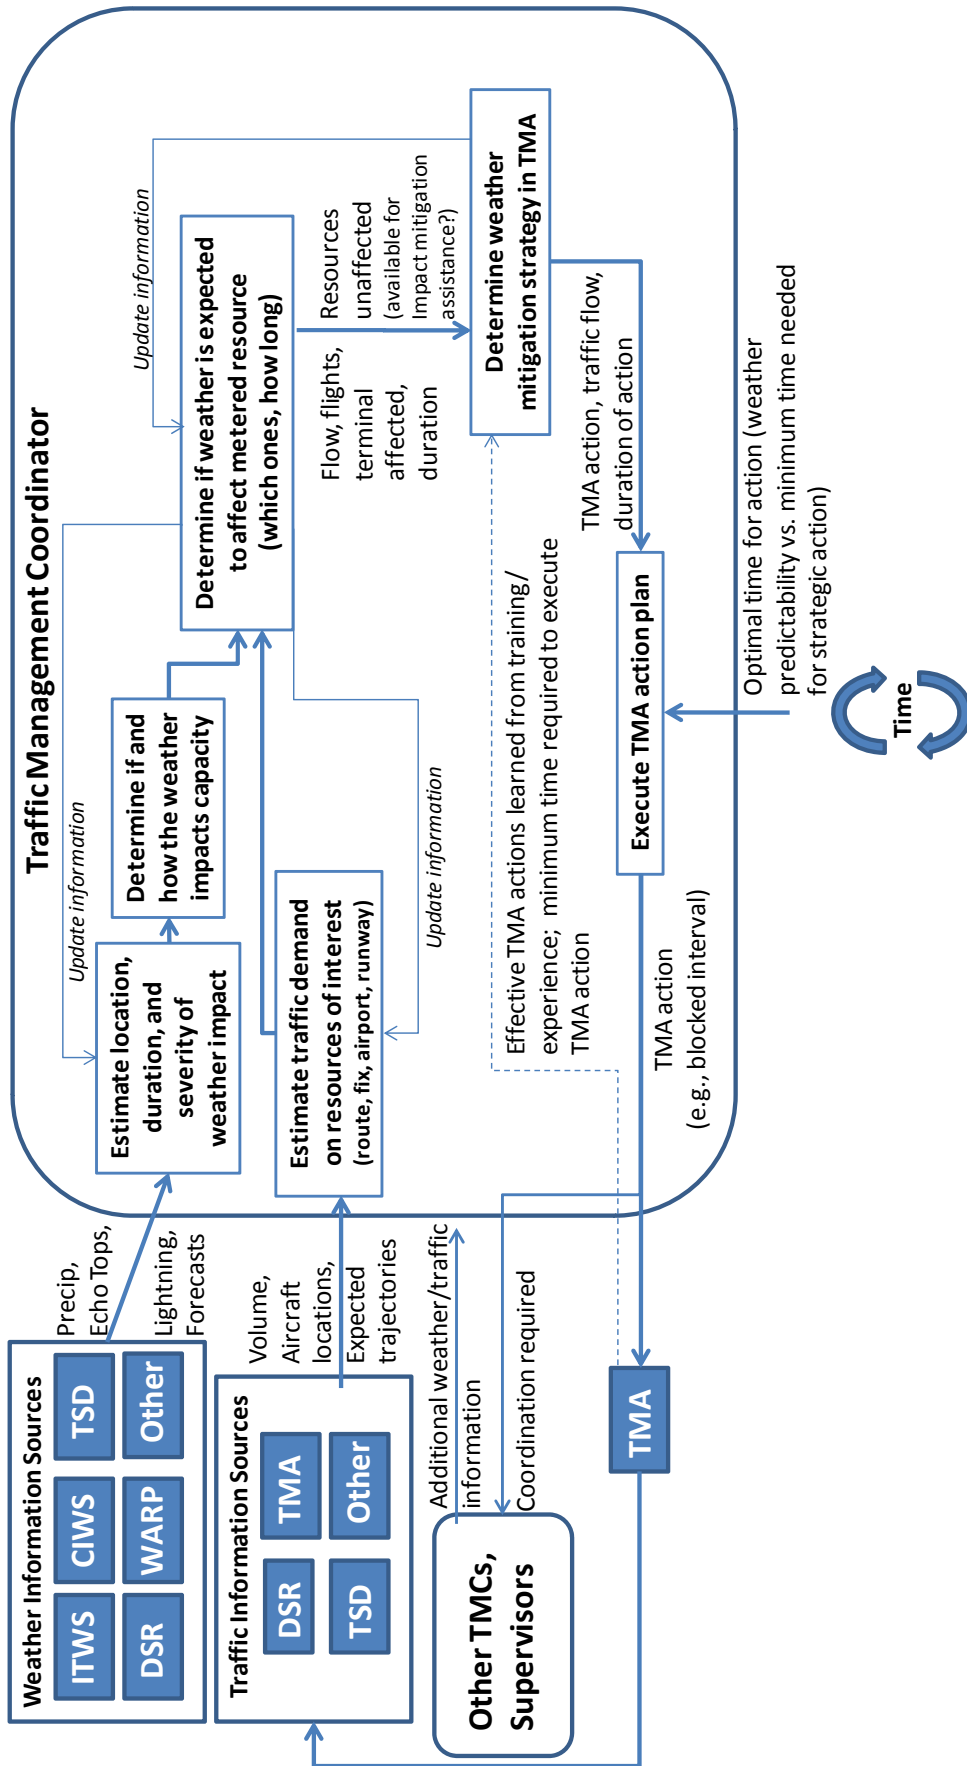 Traffic Management Coordinator
Weather Information Sources
ITWS
CIWS
TSD
DSR
WARP
Other
Precip,
Echo Tops,
Lightning,
Forecasts
Traffic Information Sources
DSR
TMA
TSD
Other
Volume,
Aircraft
locations,
Expected
trajectories
Other TMCs,
Supervisors
Additional weather/traffic
information
Coordination required
TMA
Estimate location,
duration, and
severity of
weather impact
Update information
Determine if and
how the weather
impacts capacity
Estimate traffic demand
on resources of interest
(route, fix, airport, runway)
Update information
Determine if weather is expected
to affect metered resource
(which ones, how long)
Update information
Flow, flights,
terminal
affected,
duration
Resources
unaffected
(available for
Impact mitigation
assistance?)
Determine weather
mitigation strategy in TMA
Effective TMA actions learned from training/
experience; minimum time required to execute
TMA action
TMA action, traffic flow,
duration of action
Execute TMA action plan
TMA action
(e.g., blocked interval)
Optimal time for action (weather
predictability vs. minimum time needed
for strategic action)
Time